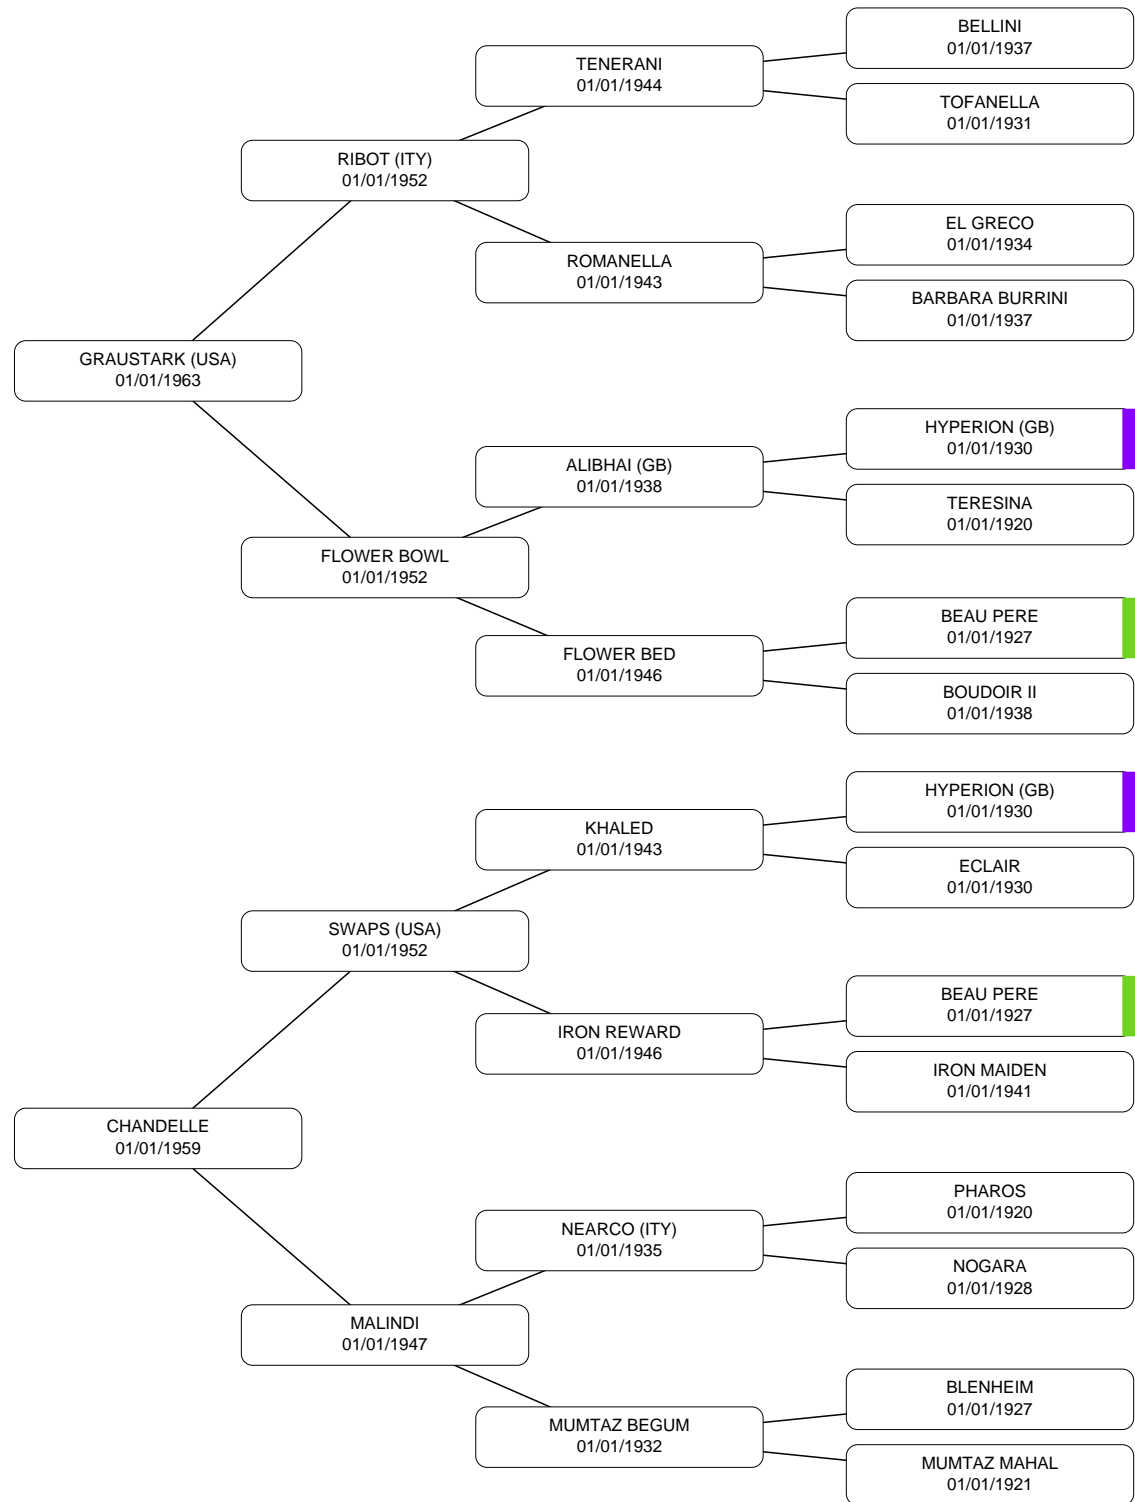 BELLINI
01/01/1937
TENERANI
01/01/1944
TOFANELLA
01/01/1931
RIBOT (ITY)
01/01/1952
EL GRECO
01/01/1934
ROMANELLA
01/01/1943
BARBARA BURRINI
01/01/1937
GRAUSTARK (USA)
01/01/1963
HYPERION (GB)
01/01/1930
ALIBHAI (GB)
01/01/1938
TERESINA
01/01/1920
FLOWER BOWL
01/01/1952
BEAU PERE
01/01/1927
FLOWER BED
01/01/1946
BOUDOIR II
01/01/1938
HYPERION (GB)
01/01/1930
KHALED
01/01/1943
ECLAIR
01/01/1930
SWAPS (USA)
01/01/1952
BEAU PERE
01/01/1927
IRON REWARD
01/01/1946
IRON MAIDEN
01/01/1941
CHANDELLE
01/01/1959
PHAROS
01/01/1920
NEARCO (ITY)
01/01/1935
NOGARA
01/01/1928
MALINDI
01/01/1947
BLENHEIM
01/01/1927
MUMTAZ BEGUM
01/01/1932
MUMTAZ MAHAL
01/01/1921